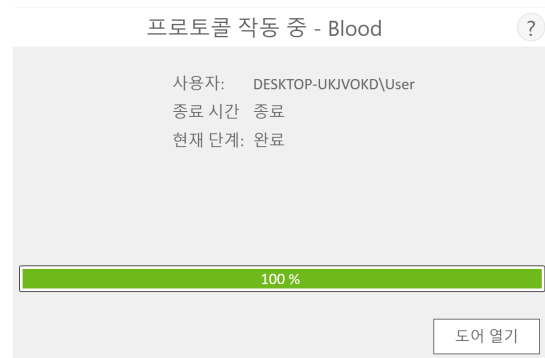 프로토콜 작동 중 - Blood
?
사용자: DESKTOP-UKJVOKD\User
종료 시간 종료
현재 단계: 완료
100 %
도어 열기